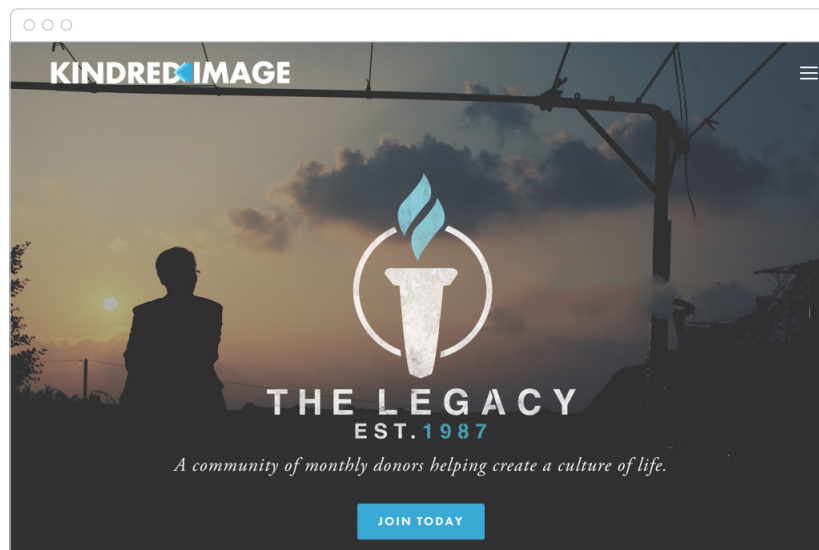 KINDRED IMAGE
THE LEGACY
EST.1987
A community of monthly donors helping create a culture of life.
JOIN TODAY